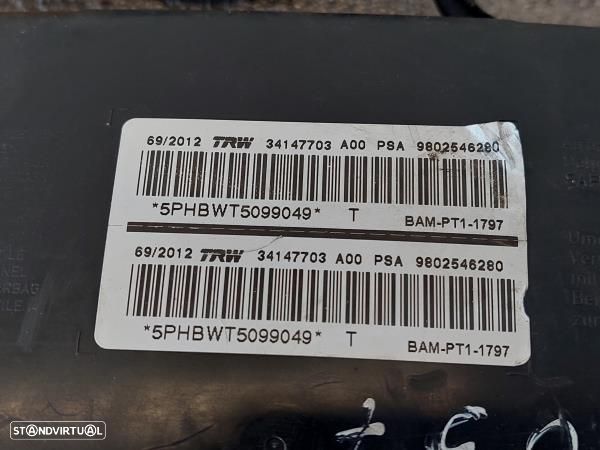 69/2012 TRW 34147703 A00 PSA 9802546280
*5PHBWT5099049* T BAM-PT1-1797
69/2012 TRW 34147703 A00 PSA 9802546280
*5PHBWT5099049* T BAM-PT1-1797
STANDVIRTUAL